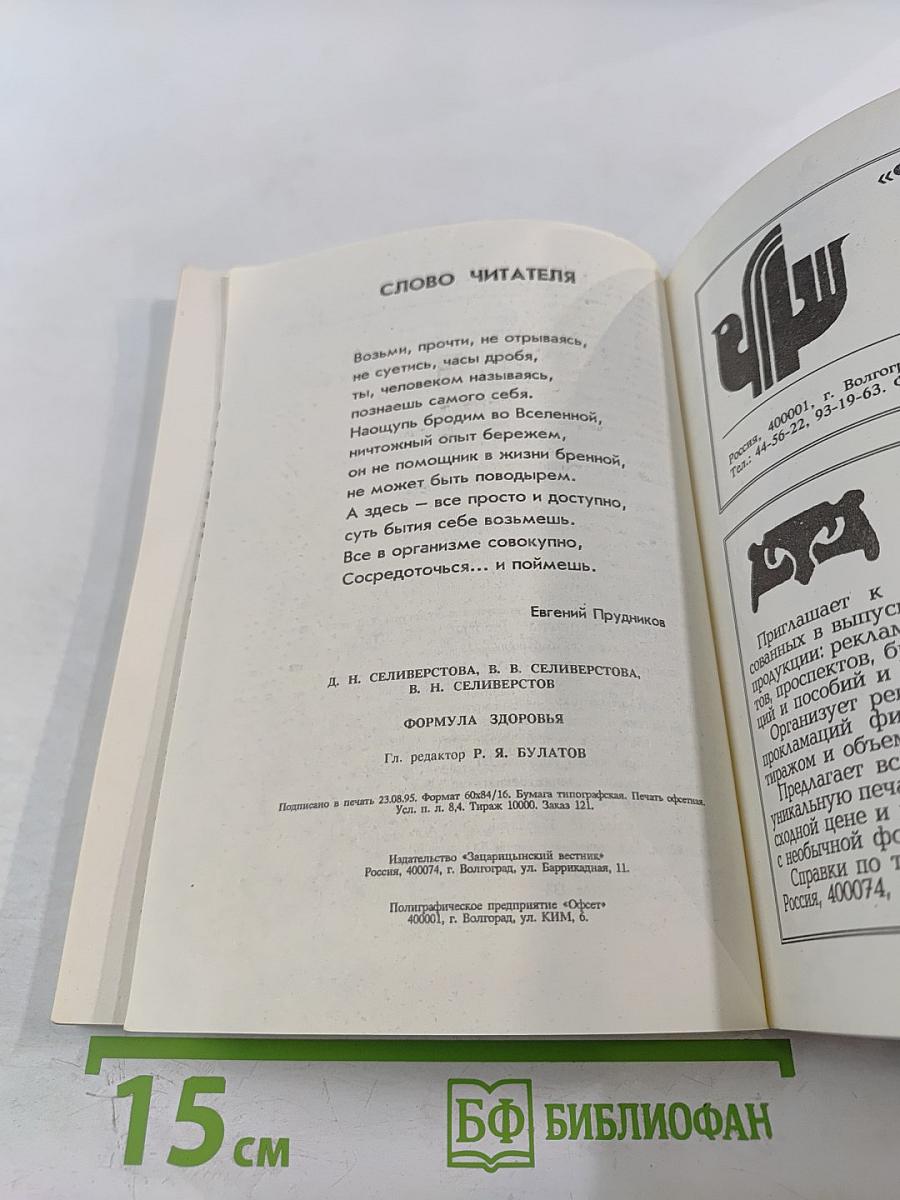 СЛОВО ЧИТАТЕЛЯ
Возьми, прочти, не отрываясь,
не суетись, часы дробя,
ты, человеком называясь,
познаешь самого себя.
Наощупь бродим во Вселенной,
ничтожный опыт бережем,
он не помощник в жизни бренной,
не может быть поводырем.
А здесь — все просто и доступно,
суть бытия себе возьмешь.
Все в организме совокупно,
Сосредоточься... и поймешь.
Евгений Прудников
Д. Н. СЕЛИВЕРСТОВА, В. В. СЕЛИВЕРСТОВА,
В. Н. СЕЛИВЕРСТОВ
ФОРМУЛА ЗДОРОВЬЯ
Гл. редактор Р. Я. БУЛАТОВ
Подписано в печать 23.08.95. Формат 60х84/16. Бумага типографская. Печать офсетная.
Усл. п. л. 8,4. Тираж 10000. Заказ 121.
Издательство «Зацарицынский вестник»
Россия, 400074, г. Волгоград, ул. Баррикадная, 11.
Полиграфическое предприятие «Офсет»
400001, г. Волгорад, ул. КИМ, 6.
Россия, 400001, г. Волгогр
Тел.: 44-56-22, 93-19-63.
Приглашает к
сованных в выпус
продукции: реклам
тов, проспектов, б
ций и пособий и
Организует ре
прокламаций фи
тиражом и объем
Предлагает вс
уникальную печа
сходной цене и
с необычной фо
Справки по т
Россия, 400074,
15 см
БФ БИБЛИОФАН